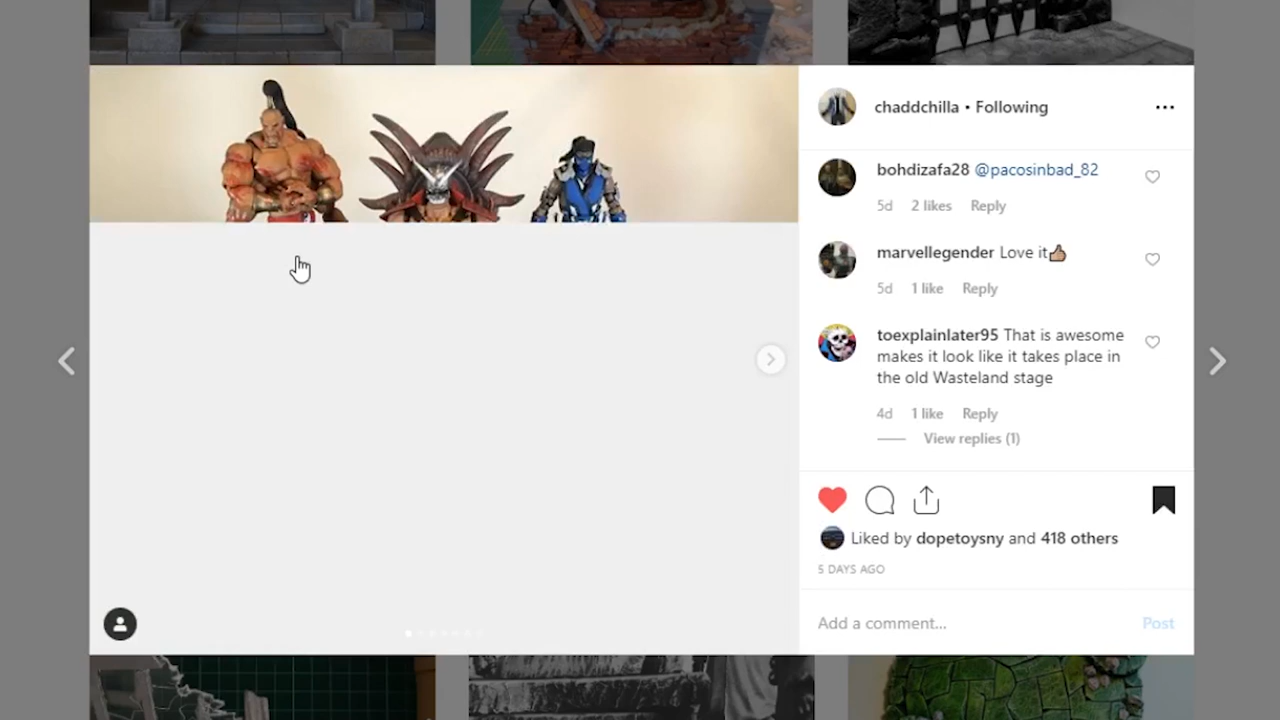 chaddchilla • Following
bohdizafa28 @pacosinbad_82
5d 2 likes Reply
marvellegender Love it👍🏽
5d 1 like Reply
toexplainlater95 That is awesome
makes it look like it takes place in
the old Wasteland stage
4d 1 like Reply
View replies (1)
Liked by dopetoysny and 418 others
5 DAYS AGO
Add a comment... Post